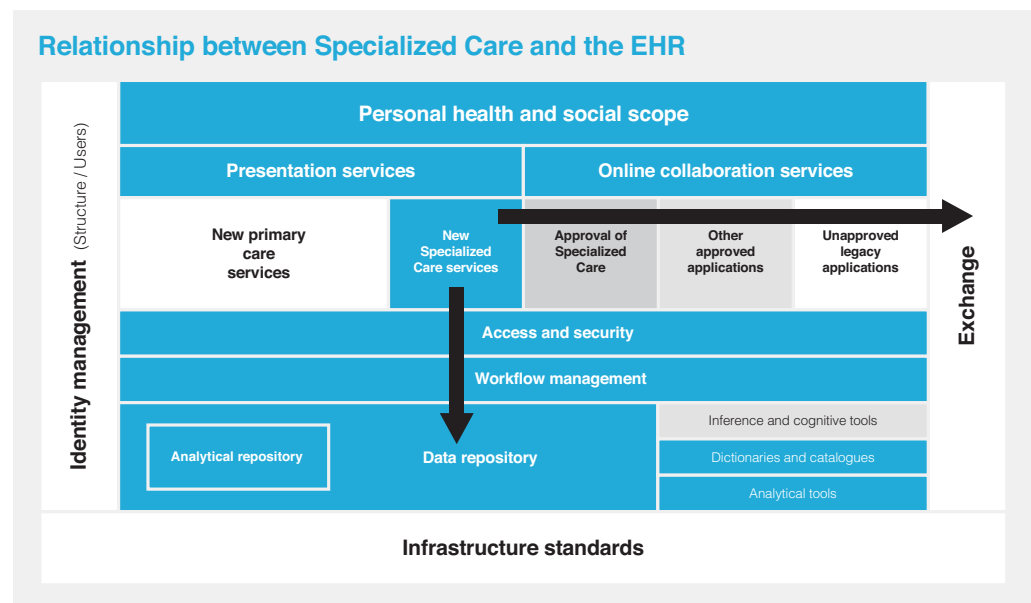 Relationship between Specialized Care and the EHR
Identity management (Structure / Users)
Personal health and social scope
Presentation services
Online collaboration services
New primary
care
services
New
Specialized
Care services
Approval of
Specialized
Care
Other
approved
applications
Unapproved
legacy
applications
Exchange
Access and security
Workflow management
Analytical repository
Data repository
Inference and cognitive tools
Dictionaries and catalogues
Analytical tools
Infrastructure standards